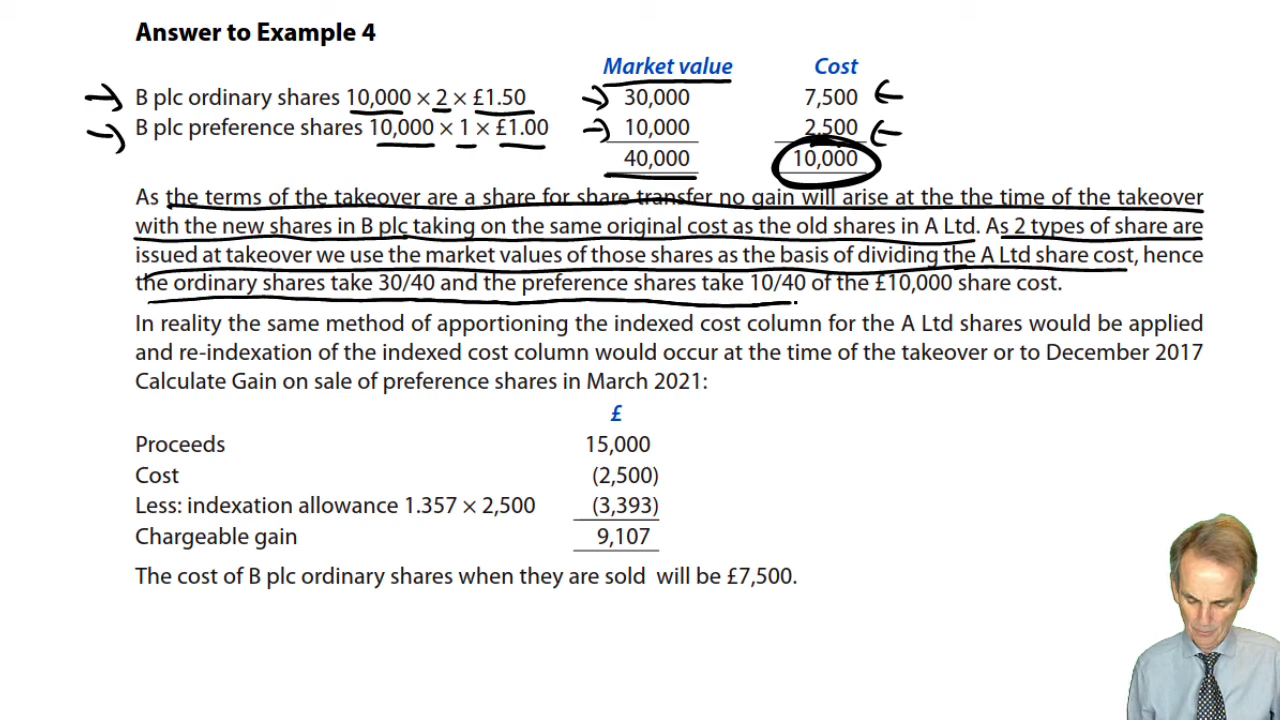 Answer to Example 4
Market value Cost
B plc ordinary shares 10,000 × 2 × £1.50 30,000 7,500
B plc preference shares 10,000 × 1 × £1.00 10,000 2,500
40,000 10,000
As the terms of the takeover are a share for share transfer no gain will arise at the the time of the takeover
with the new shares in B plc taking on the same original cost as the old shares in A Ltd. As 2 types of share are
issued at takeover we use the market values of those shares as the basis of dividing the A Ltd share cost, hence
the ordinary shares take 30/40 and the preference shares take 10/40 of the £10,000 share cost.
In reality the same method of apportioning the indexed cost column for the A Ltd shares would be applied
and re-indexation of the indexed cost column would occur at the time of the takeover or to December 2017
Calculate Gain on sale of preference shares in March 2021:
£
Proceeds 15,000
Cost (2,500)
Less: indexation allowance 1.357 × 2,500 (3,393)
Chargeable gain 9,107
The cost of B plc ordinary shares when they are sold will be £7,500.